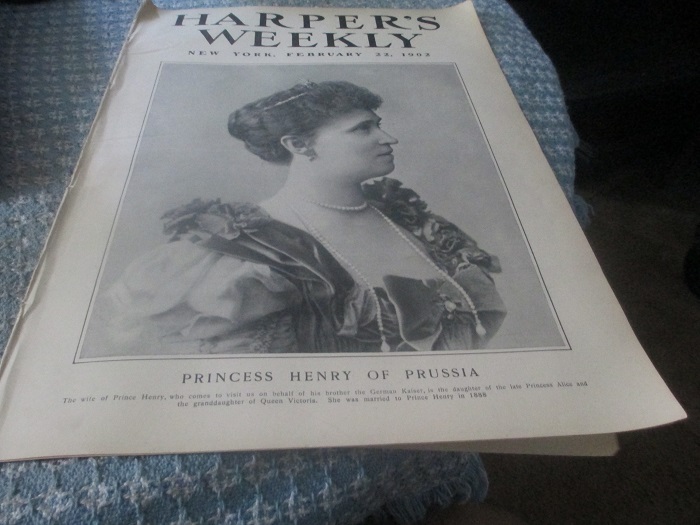 HARPER'S
WEEKLY
NEW YORK, FEBRUARY 22, 1902
PRINCESS HENRY OF PRUSSIA
The wife of Prince Henry, who comes to visit us on behalf of his brother the German Kaiser, is the daughter of the late Princess Alice and
the granddaughter of Queen Victoria. She was married to Prince Henry in 1888